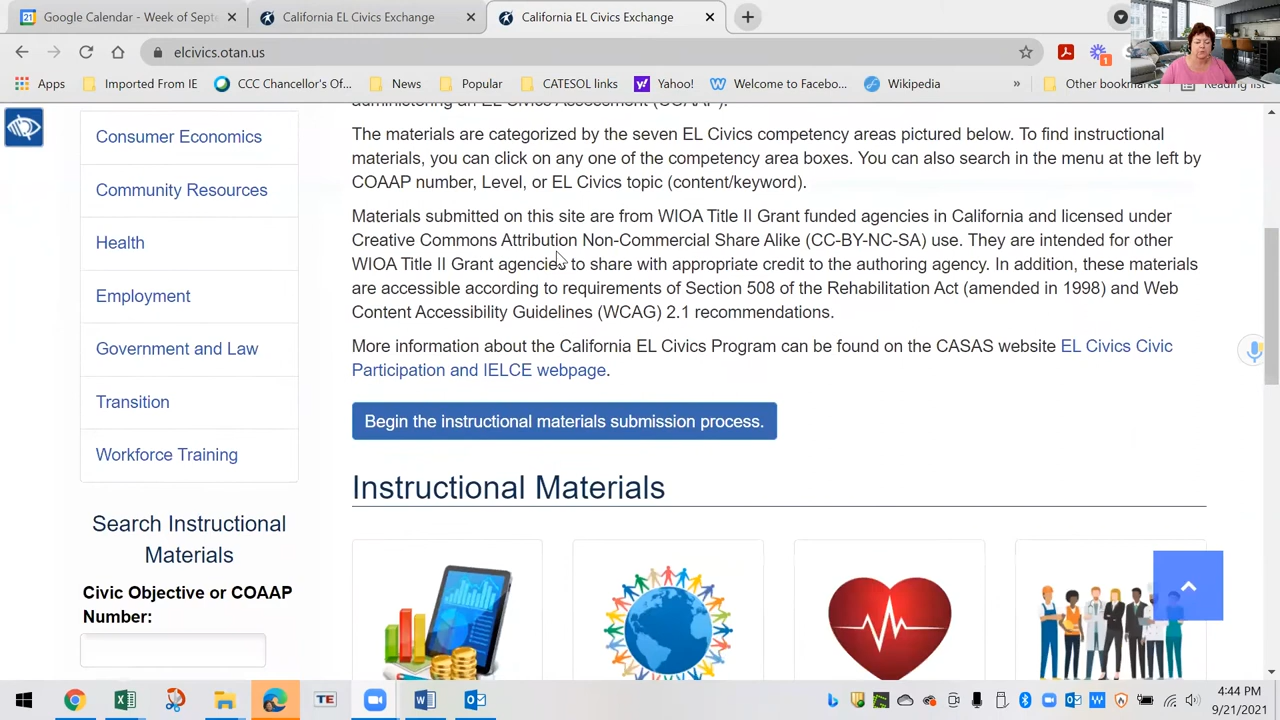 Google Calendar - Week of Sept
California EL Civics Exchange
California EL Civics Exchange
elcivics.otan.us
Apps
Imported From IE
CCC Chancellor's Of...
News
Popular
CATESOL links
Yahoo!
Welcome to Facebo...
Wikipedia
»
Other bookmarks
Reading list
administering an EL Civics Assessment (COAAP).
Consumer Economics
Community Resources
Health
Employment
Government and Law
Transition
Workforce Training
Search Instructional
Materials
Civic Objective or COAAP
Number:
The materials are categorized by the seven EL Civics competency areas pictured below. To find instructional
materials, you can click on any one of the competency area boxes. You can also search in the menu at the left by
COAAP number, Level, or EL Civics topic (content/keyword).
Materials submitted on this site are from WIOA Title II Grant funded agencies in California and licensed under
Creative Commons Attribution Non-Commercial Share Alike (CC-BY-NC-SA) use. They are intended for other
WIOA Title II Grant agencies to share with appropriate credit to the authoring agency. In addition, these materials
are accessible according to requirements of Section 508 of the Rehabilitation Act (amended in 1998) and Web
Content Accessibility Guidelines (WCAG) 2.1 recommendations.
More information about the California EL Civics Program can be found on the CASAS website EL Civics Civic
Participation and IELCE webpage.
Begin the instructional materials submission process.
Instructional Materials
TE
4:44 PM
9/21/2021